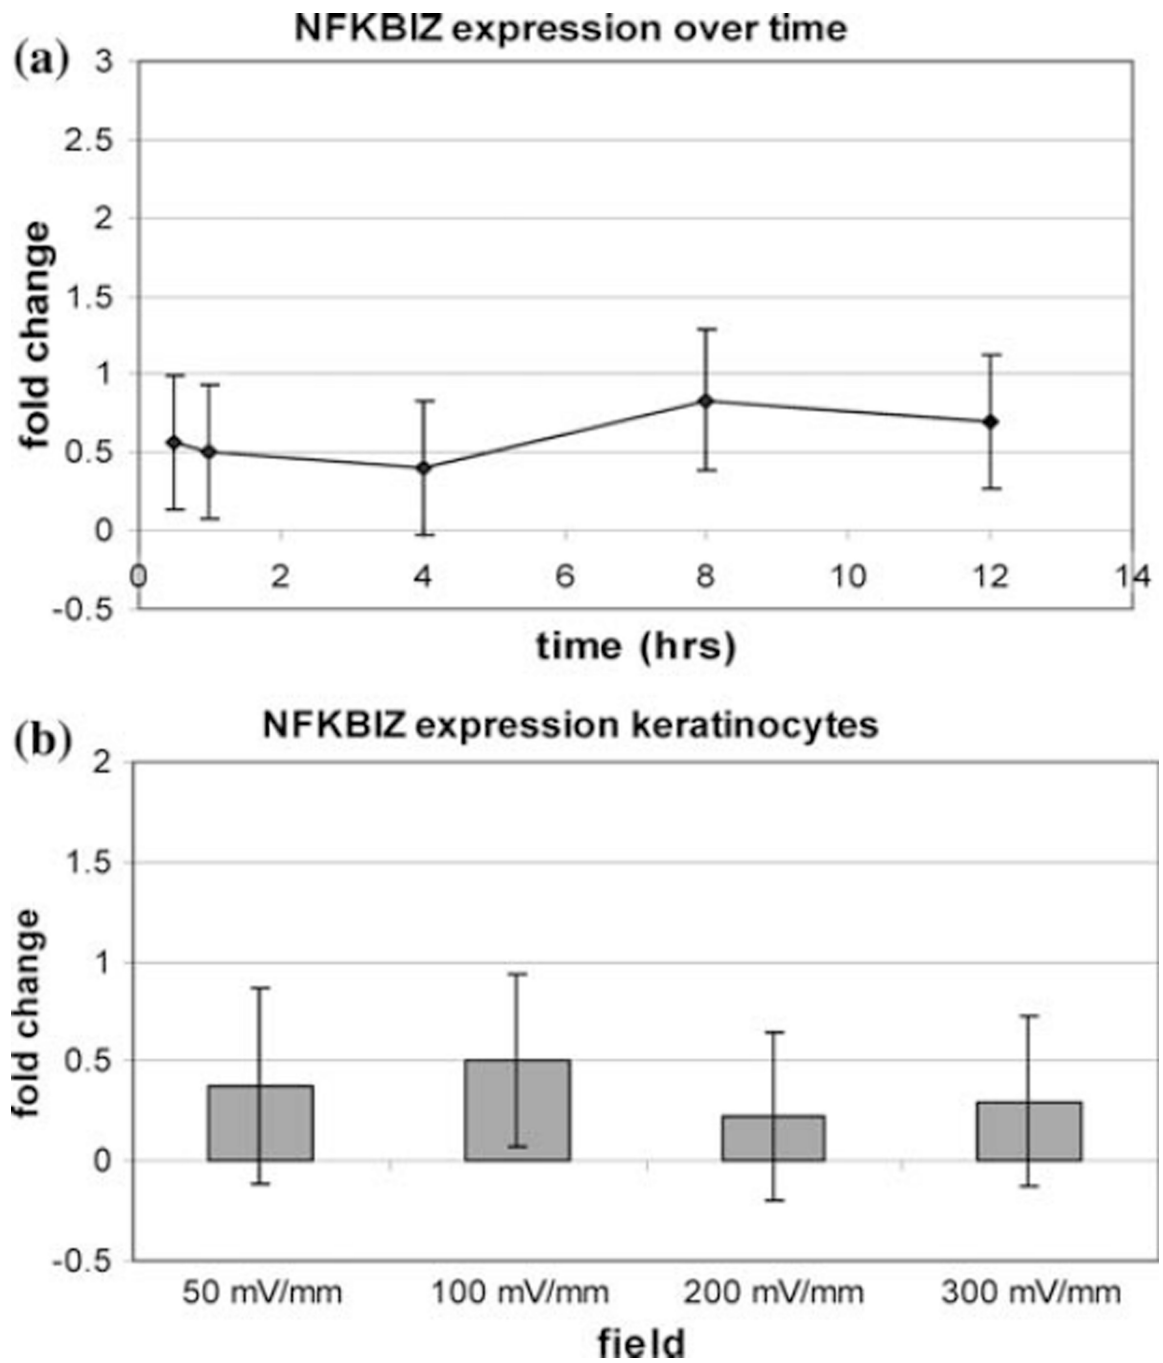 NFKBIZ expression over time
(a)
3
2.5
2
1.5
1
0.5
0
-0.5
fold change
0 2 4 6 8 10 12 14
time (hrs)
NFKBIZ expression keratinocytes
(b)
2
1.5
1
0.5
0
-0.5
fold change
50 mV/mm 100 mV/mm 200 mV/mm 300 mV/mm
field